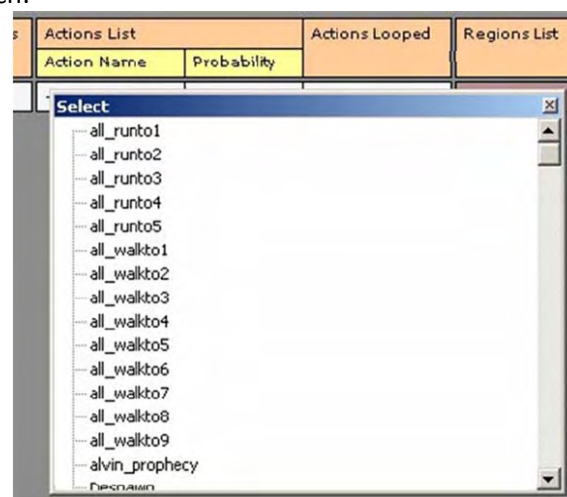 Actions List Actions Looped Regions List
Action Name Probability
Select
all_runto1
all_runto2
all_runto3
all_runto4
all_runto5
all_walkto1
all_walkto2
all_walkto3
all_walkto4
all_walkto5
all_walkto6
all_walkto7
all_walkto8
all_walkto9
alvin_prophecy
Despawn